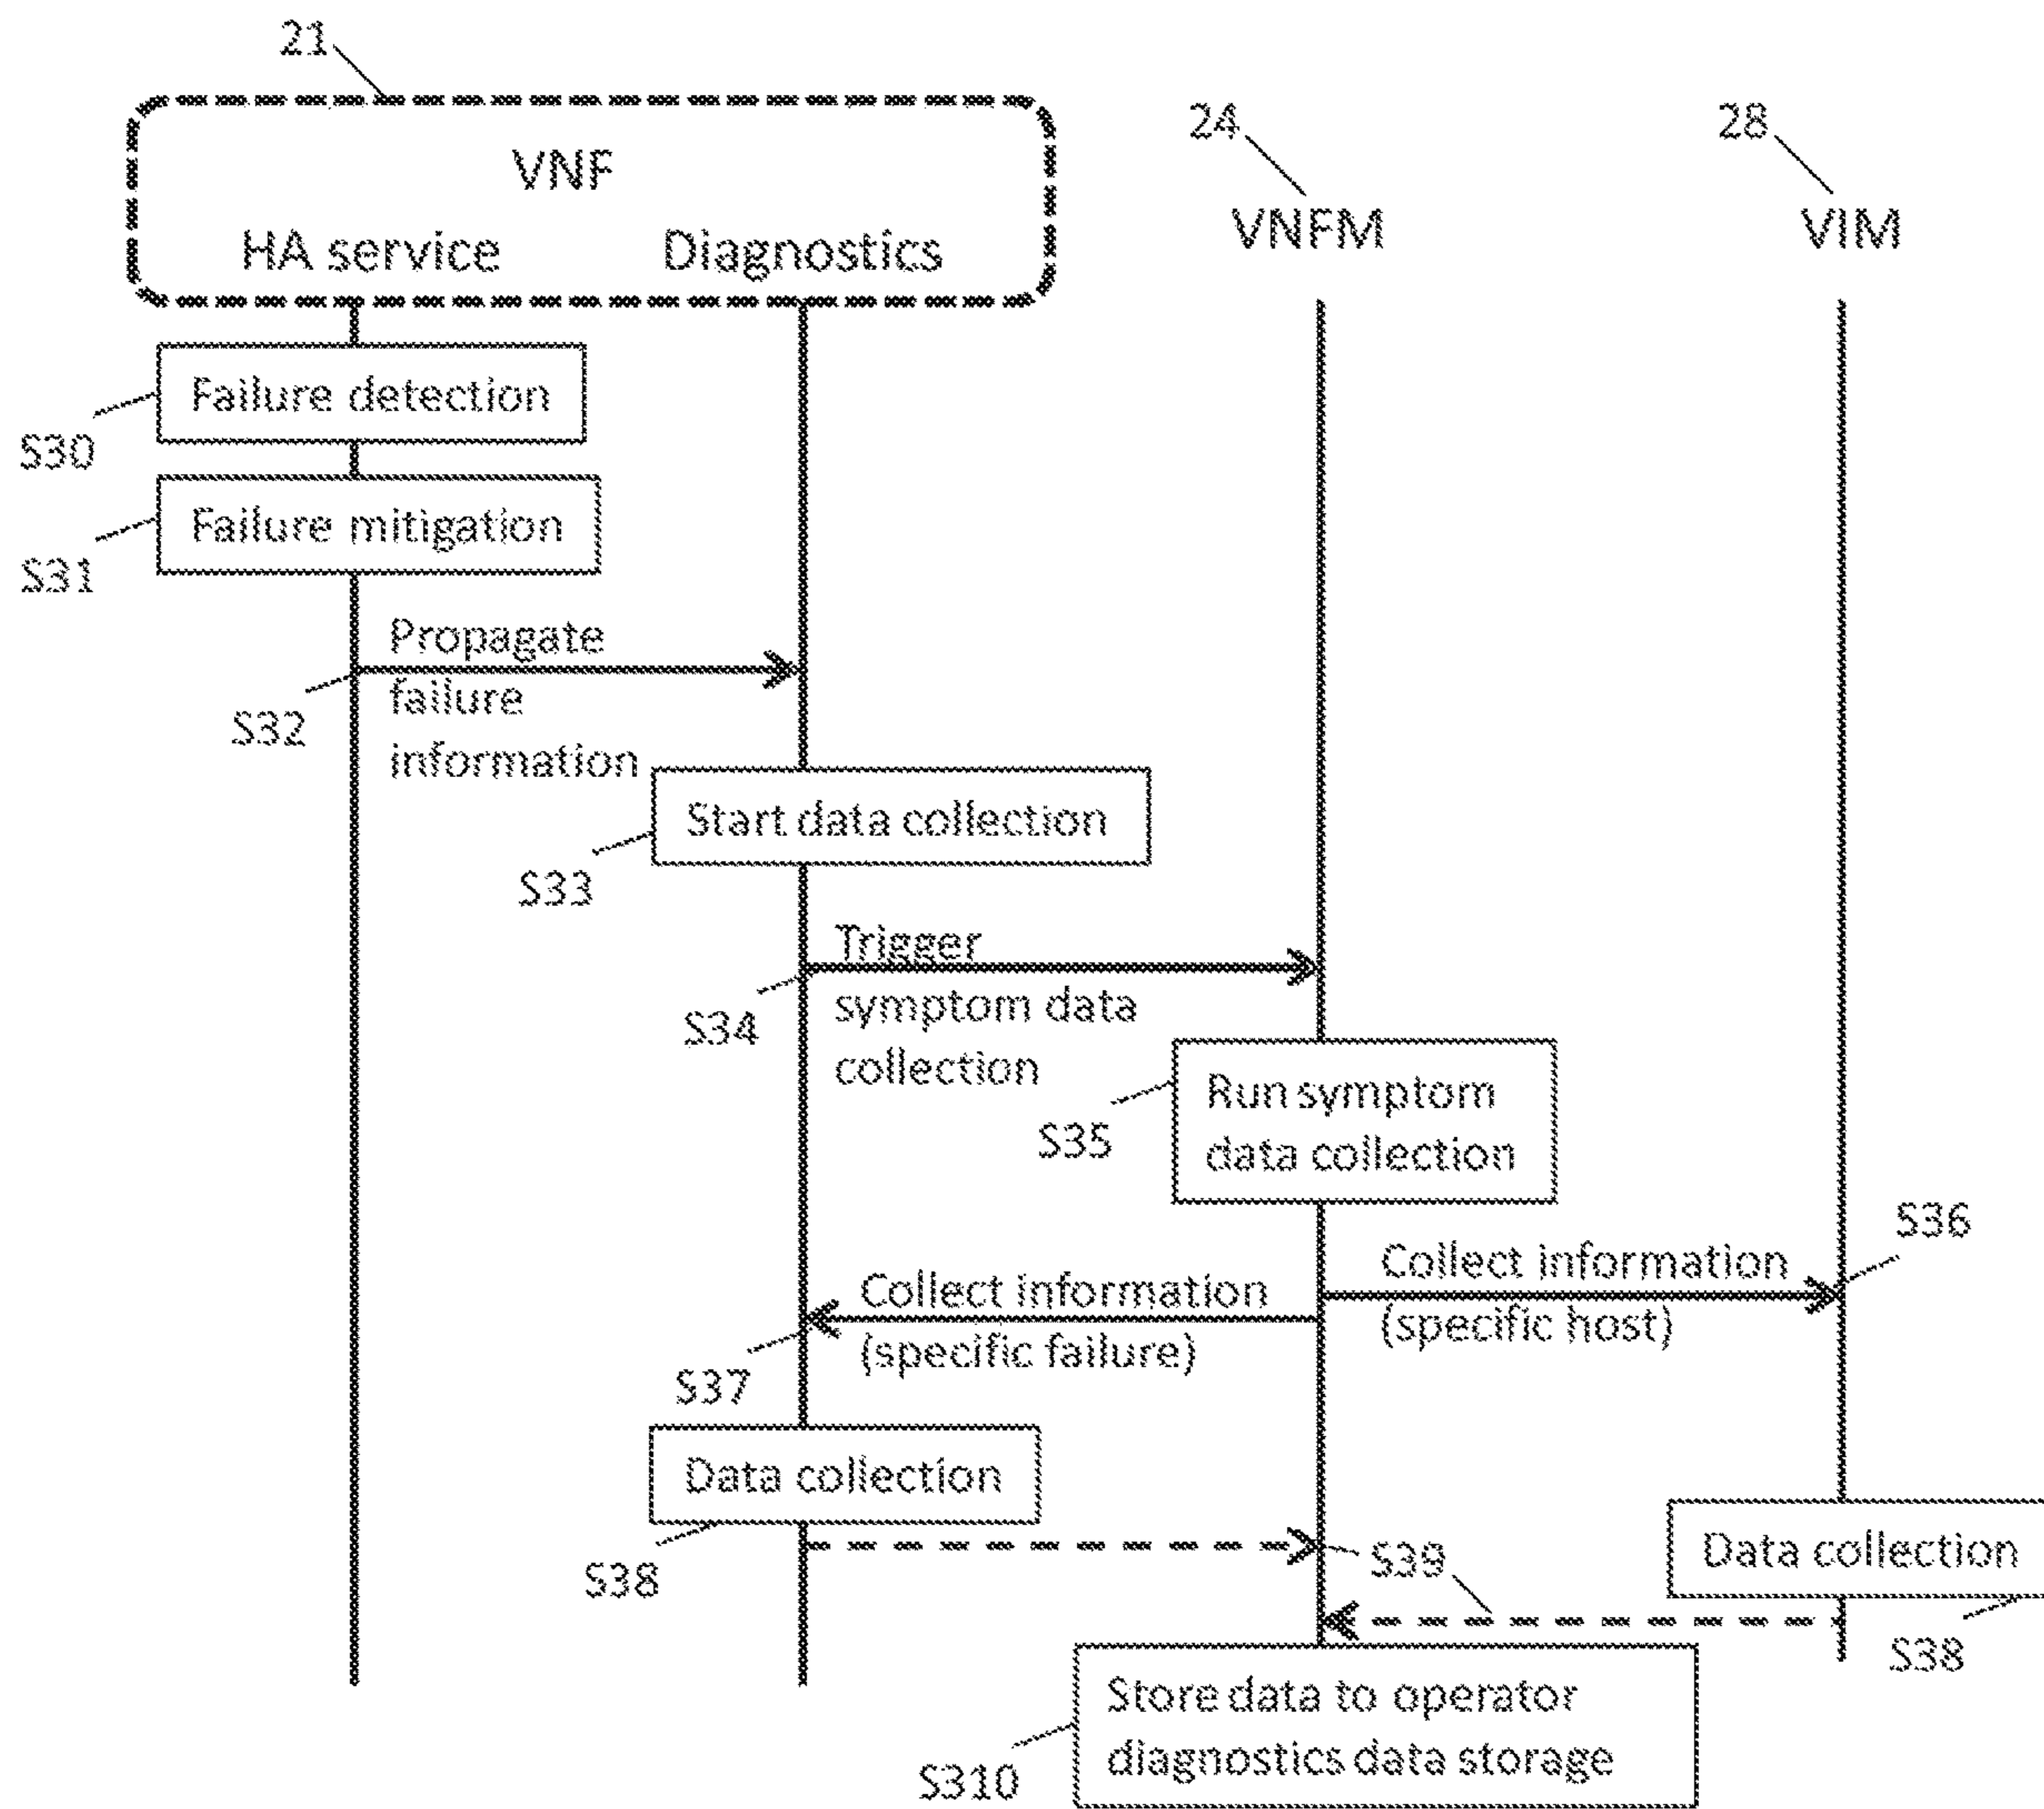 21
24
28
VNF
VNFM
VIM
HA service
Diagnostics
Failure detection
S30
Failure mitigation
S31
Propagate
failure
information
S32
Start data collection
S33
Trigger
symptom data
collection
S34
Run symptom
data collection
S35
S36
Collect information
(specific host)
Collect information
(specific failure)
S37
Data collection
S38
S39
Data collection
S38
Store data to operator
diagnostics data storage
S310